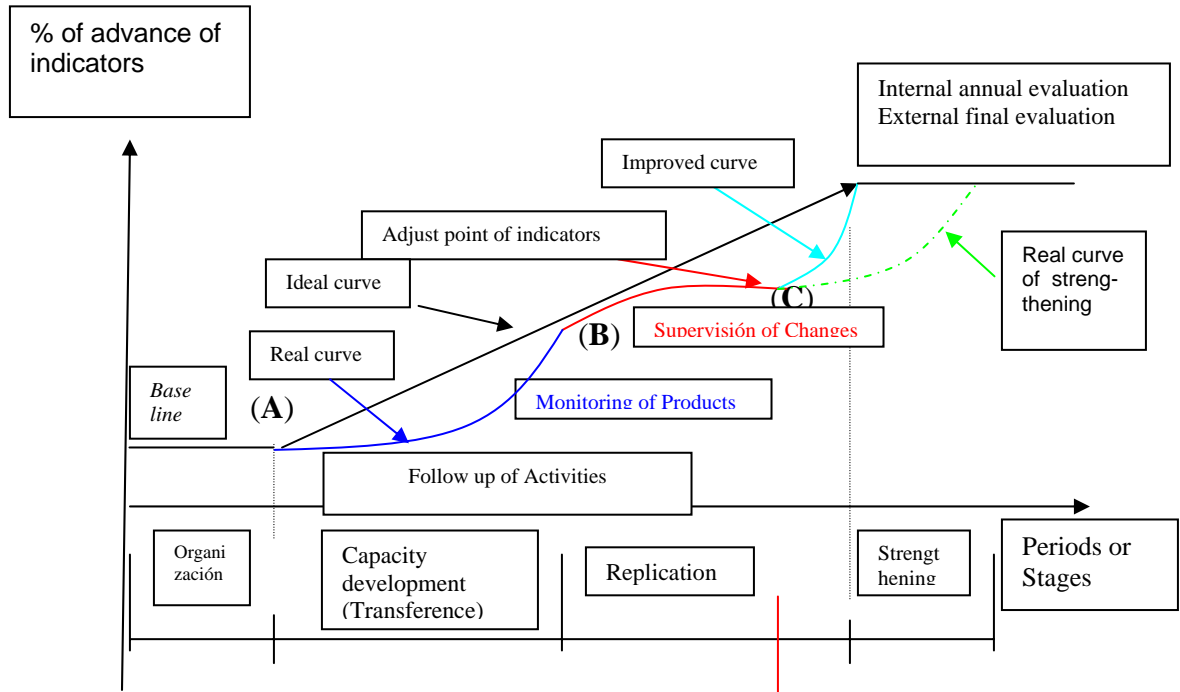 % of advance of
indicators
Internal annual evaluation
External final evaluation
Improved curve
Adjust point of indicators
Ideal curve
Real curve
of streng-
thening
(C)
(B)
Supervisión of Changes
Real curve
Base
line
(A)
Monitoring of Products
Follow up of Activities
Organi
zación
Capacity
development
(Transference)
Replication
Strengt
hening
Periods or
Stages